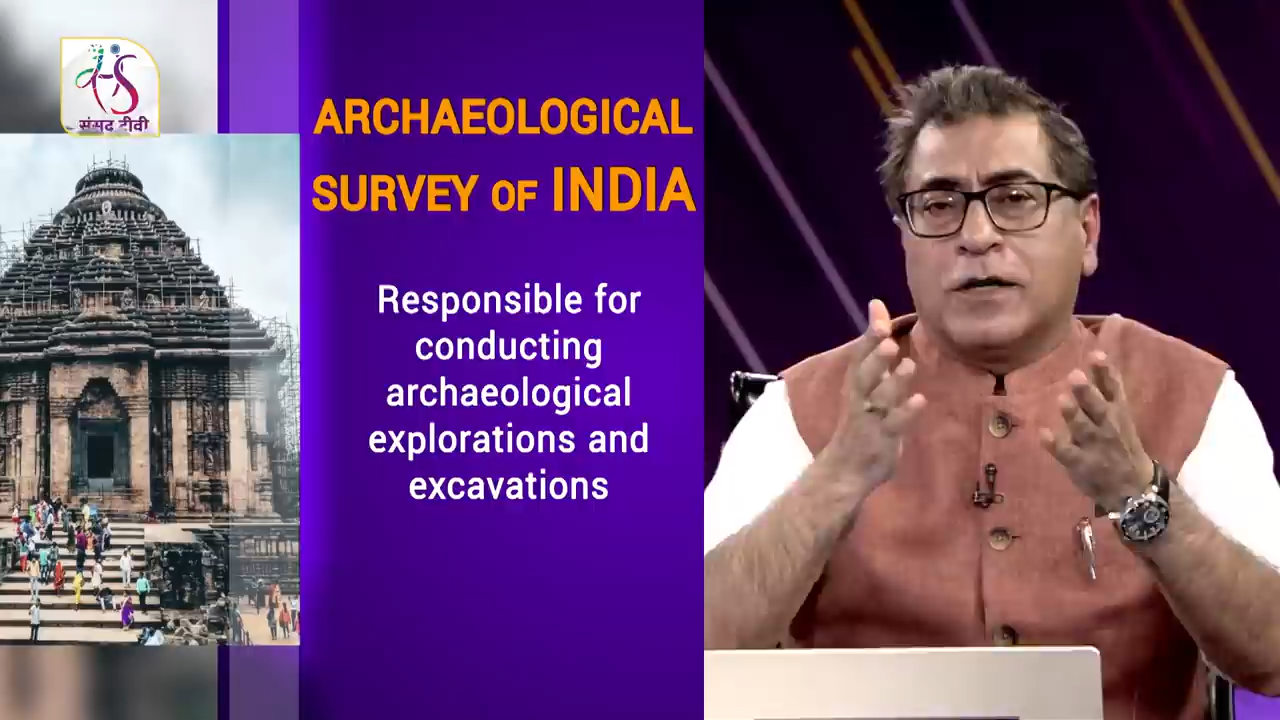 संसद टीवी
ARCHAEOLOGICAL
SURVEY OF INDIA
Responsible for
conducting
archaeological
explorations and
excavations